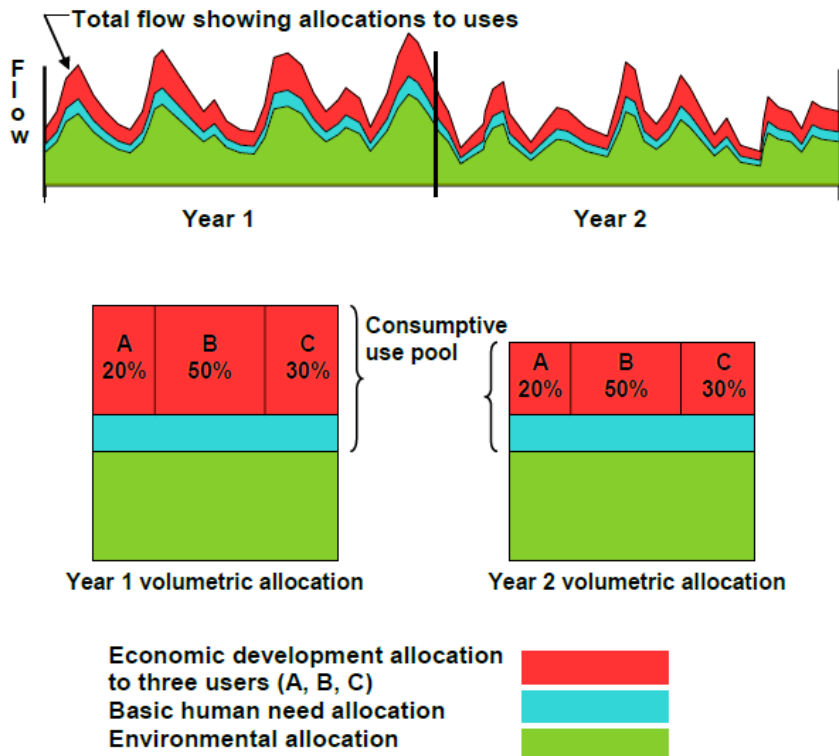 Total flow showing allocations to uses
Flow
Year 1
Year 2
A
20%
B
50%
C
30%
Consumptive
use pool
A
20%
B
50%
C
30%
Year 1 volumetric allocation
Year 2 volumetric allocation
Economic development allocation
to three users (A, B, C)
Basic human need allocation
Environmental allocation